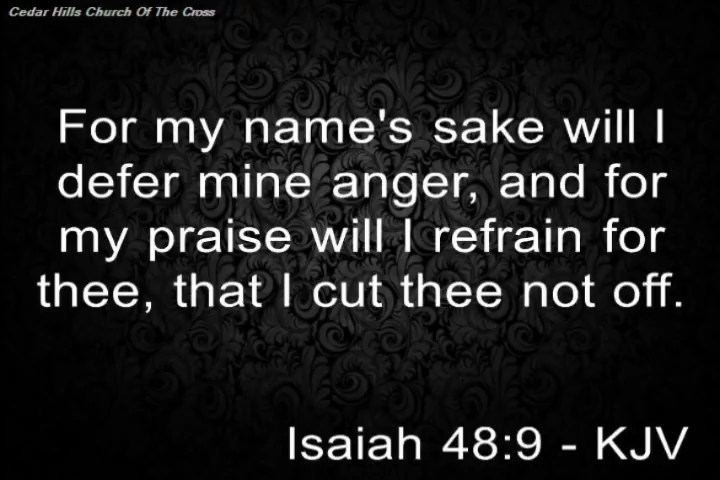 Cedar Hills Church Of The Cross
For my name's sake will I
defer mine anger, and for
my praise will I refrain for
thee, that I cut thee not off.
Isaiah 48:9 - KJV